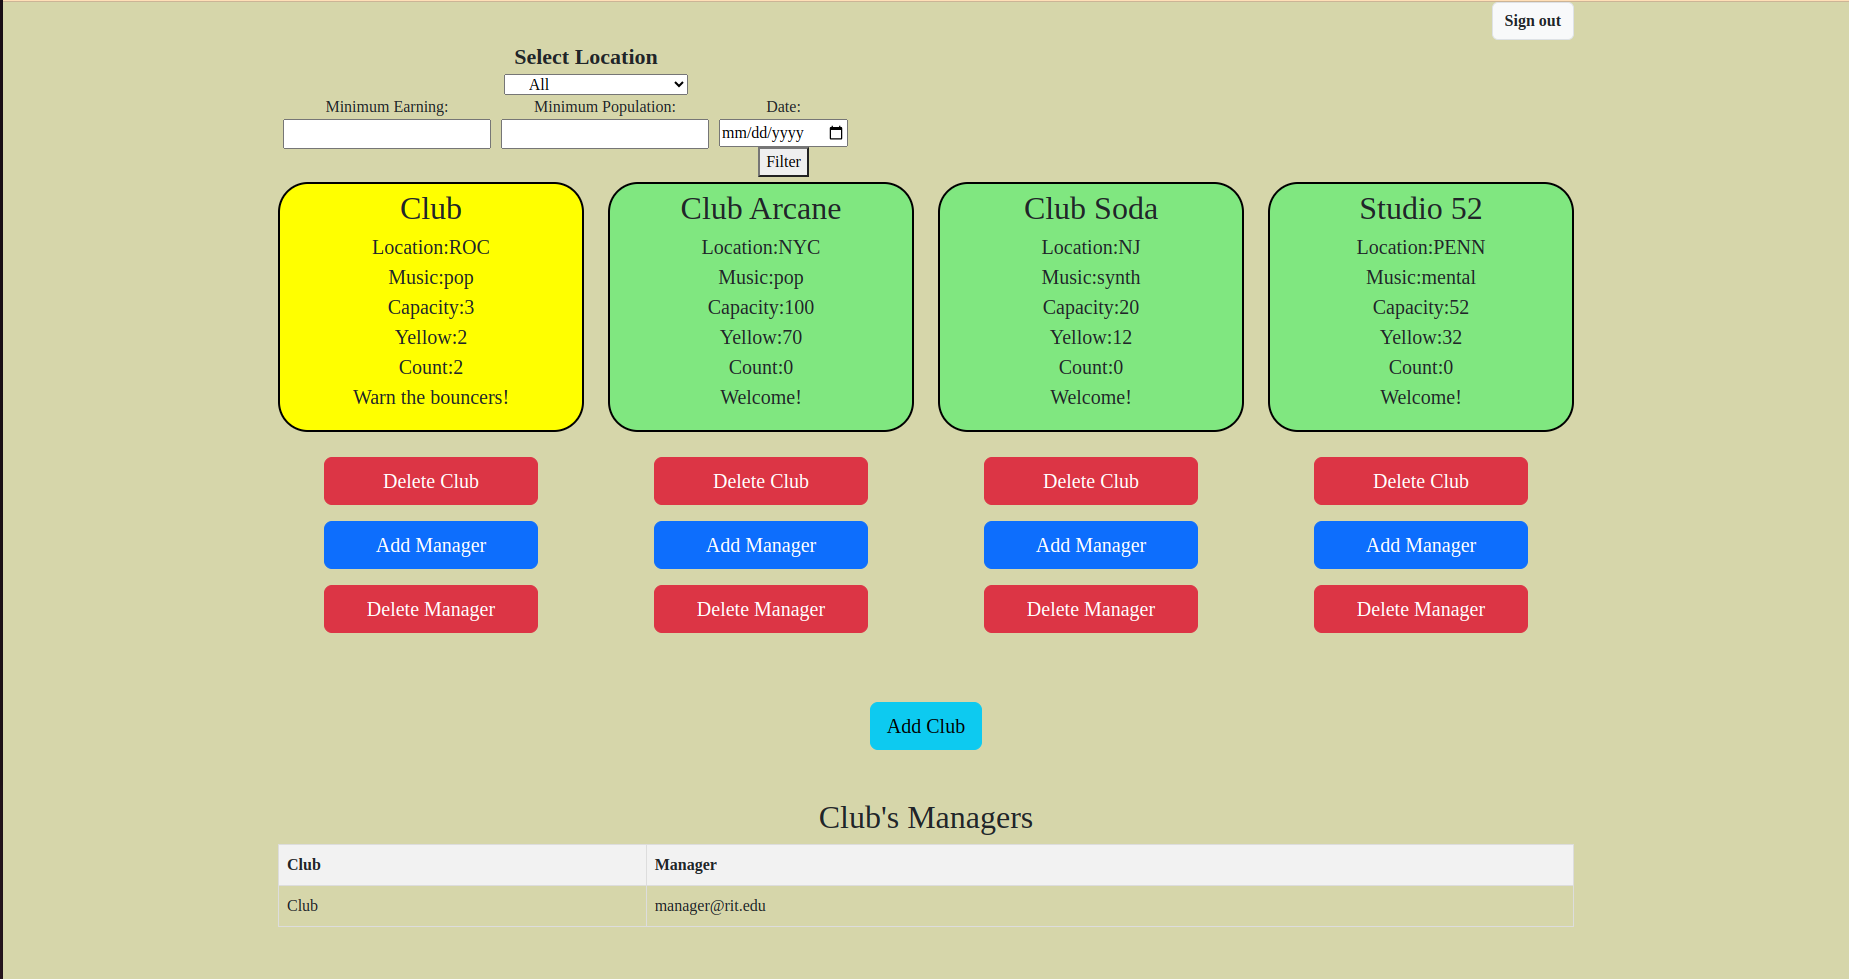 Sign out
Select Location
All
Minimum Earning: Minimum Population: Date:
mm/dd/yyyy
Filter
Club
Location:ROC
Music:pop
Capacity:3
Yellow:2
Count:2
Warn the bouncers!
Club Arcane
Location:NYC
Music:pop
Capacity:100
Yellow:70
Count:0
Welcome!
Club Soda
Location:NJ
Music:synth
Capacity:20
Yellow:12
Count:0
Welcome!
Studio 52
Location:PENN
Music:mental
Capacity:52
Yellow:32
Count:0
Welcome!
Delete Club Delete Club Delete Club Delete Club
Add Manager Add Manager Add Manager Add Manager
Delete Manager Delete Manager Delete Manager Delete Manager
Add Club
Club's Managers
Club Manager
Club manager@rit.edu